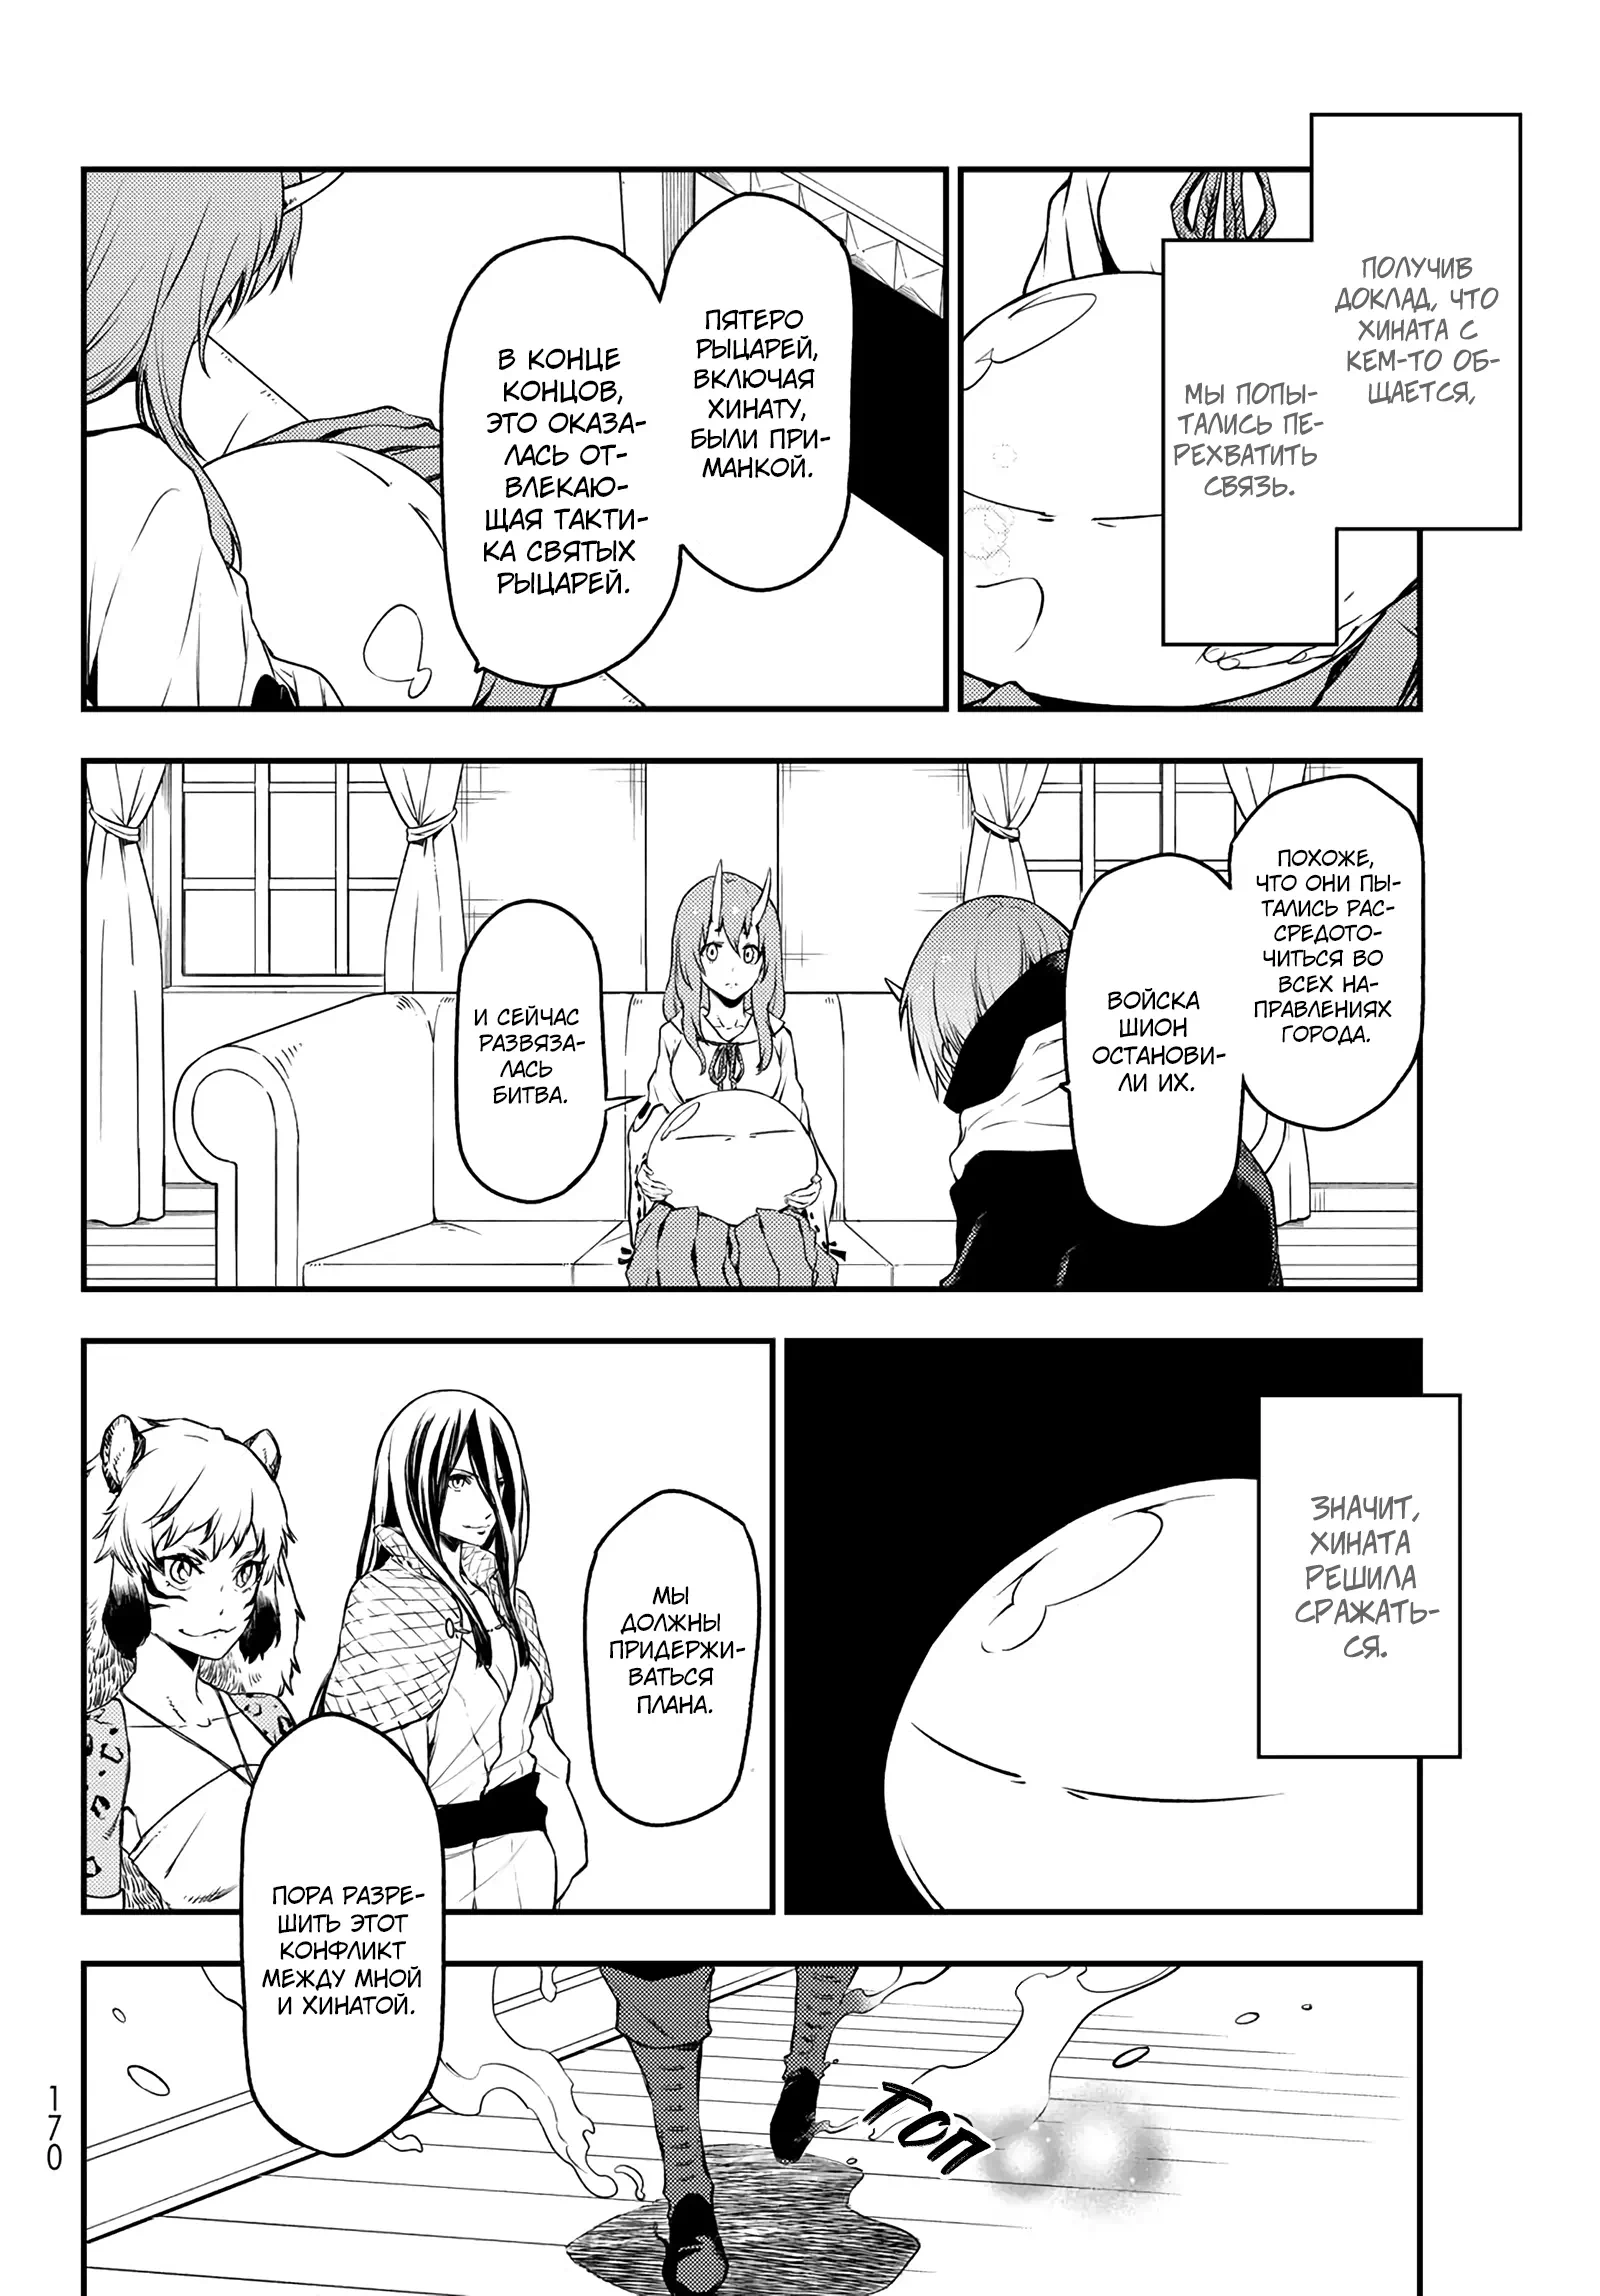 ПОЛУЧИВ
ДОКЛАД, ЧТО
ХИНАТА С
КЕМ-ТО ОБ-
ЩАЕТСЯ,
МЫ ПОПЫ-
ТАЛИСЬ ПЕ-
РЕХВАТИТЬ
СВЯЗЬ.
ПЯТЕРО
РЫЦАРЕЙ,
ВКЛЮЧАЯ
ХИНАТУ,
БЫЛИ ПРИ-
МАНКОЙ.
В КОНЦЕ
КОНЦОВ,
ЭТО ОКАЗА-
ЛАСЬ ОТ-
ВЛЕКАЮ-
ЩАЯ ТАКТИ-
КА СВЯТЫХ
РЫЦАРЕЙ.
ПОХОЖЕ,
ЧТО ОНИ ПЫ-
ТАЛИСЬ РАС-
СРЕДОТО-
ЧИТЬСЯ ВО
ВСЕХ НА-
ПРАВЛЕНИЯХ
ГОРОДА.
ВОЙСКА
ШИОН
ОСТАНОВИ-
ЛИ ИХ.
И СЕЙЧАС
РАЗВЯЗА-
ЛАСЬ
БИТВА.
ЗНАЧИТ,
ХИНАТА
РЕШИЛА
СРАЖАТЬ-
СЯ.
МЫ
ДОЛЖНЫ
ПРИДЕРЖИ-
ВАТЬСЯ
ПЛАНА.
ПОРА РАЗРЕ-
ШИТЬ ЭТОТ
КОНФЛИКТ
МЕЖДУ МНОЙ
И ХИНАТОЙ.
ТОП
170